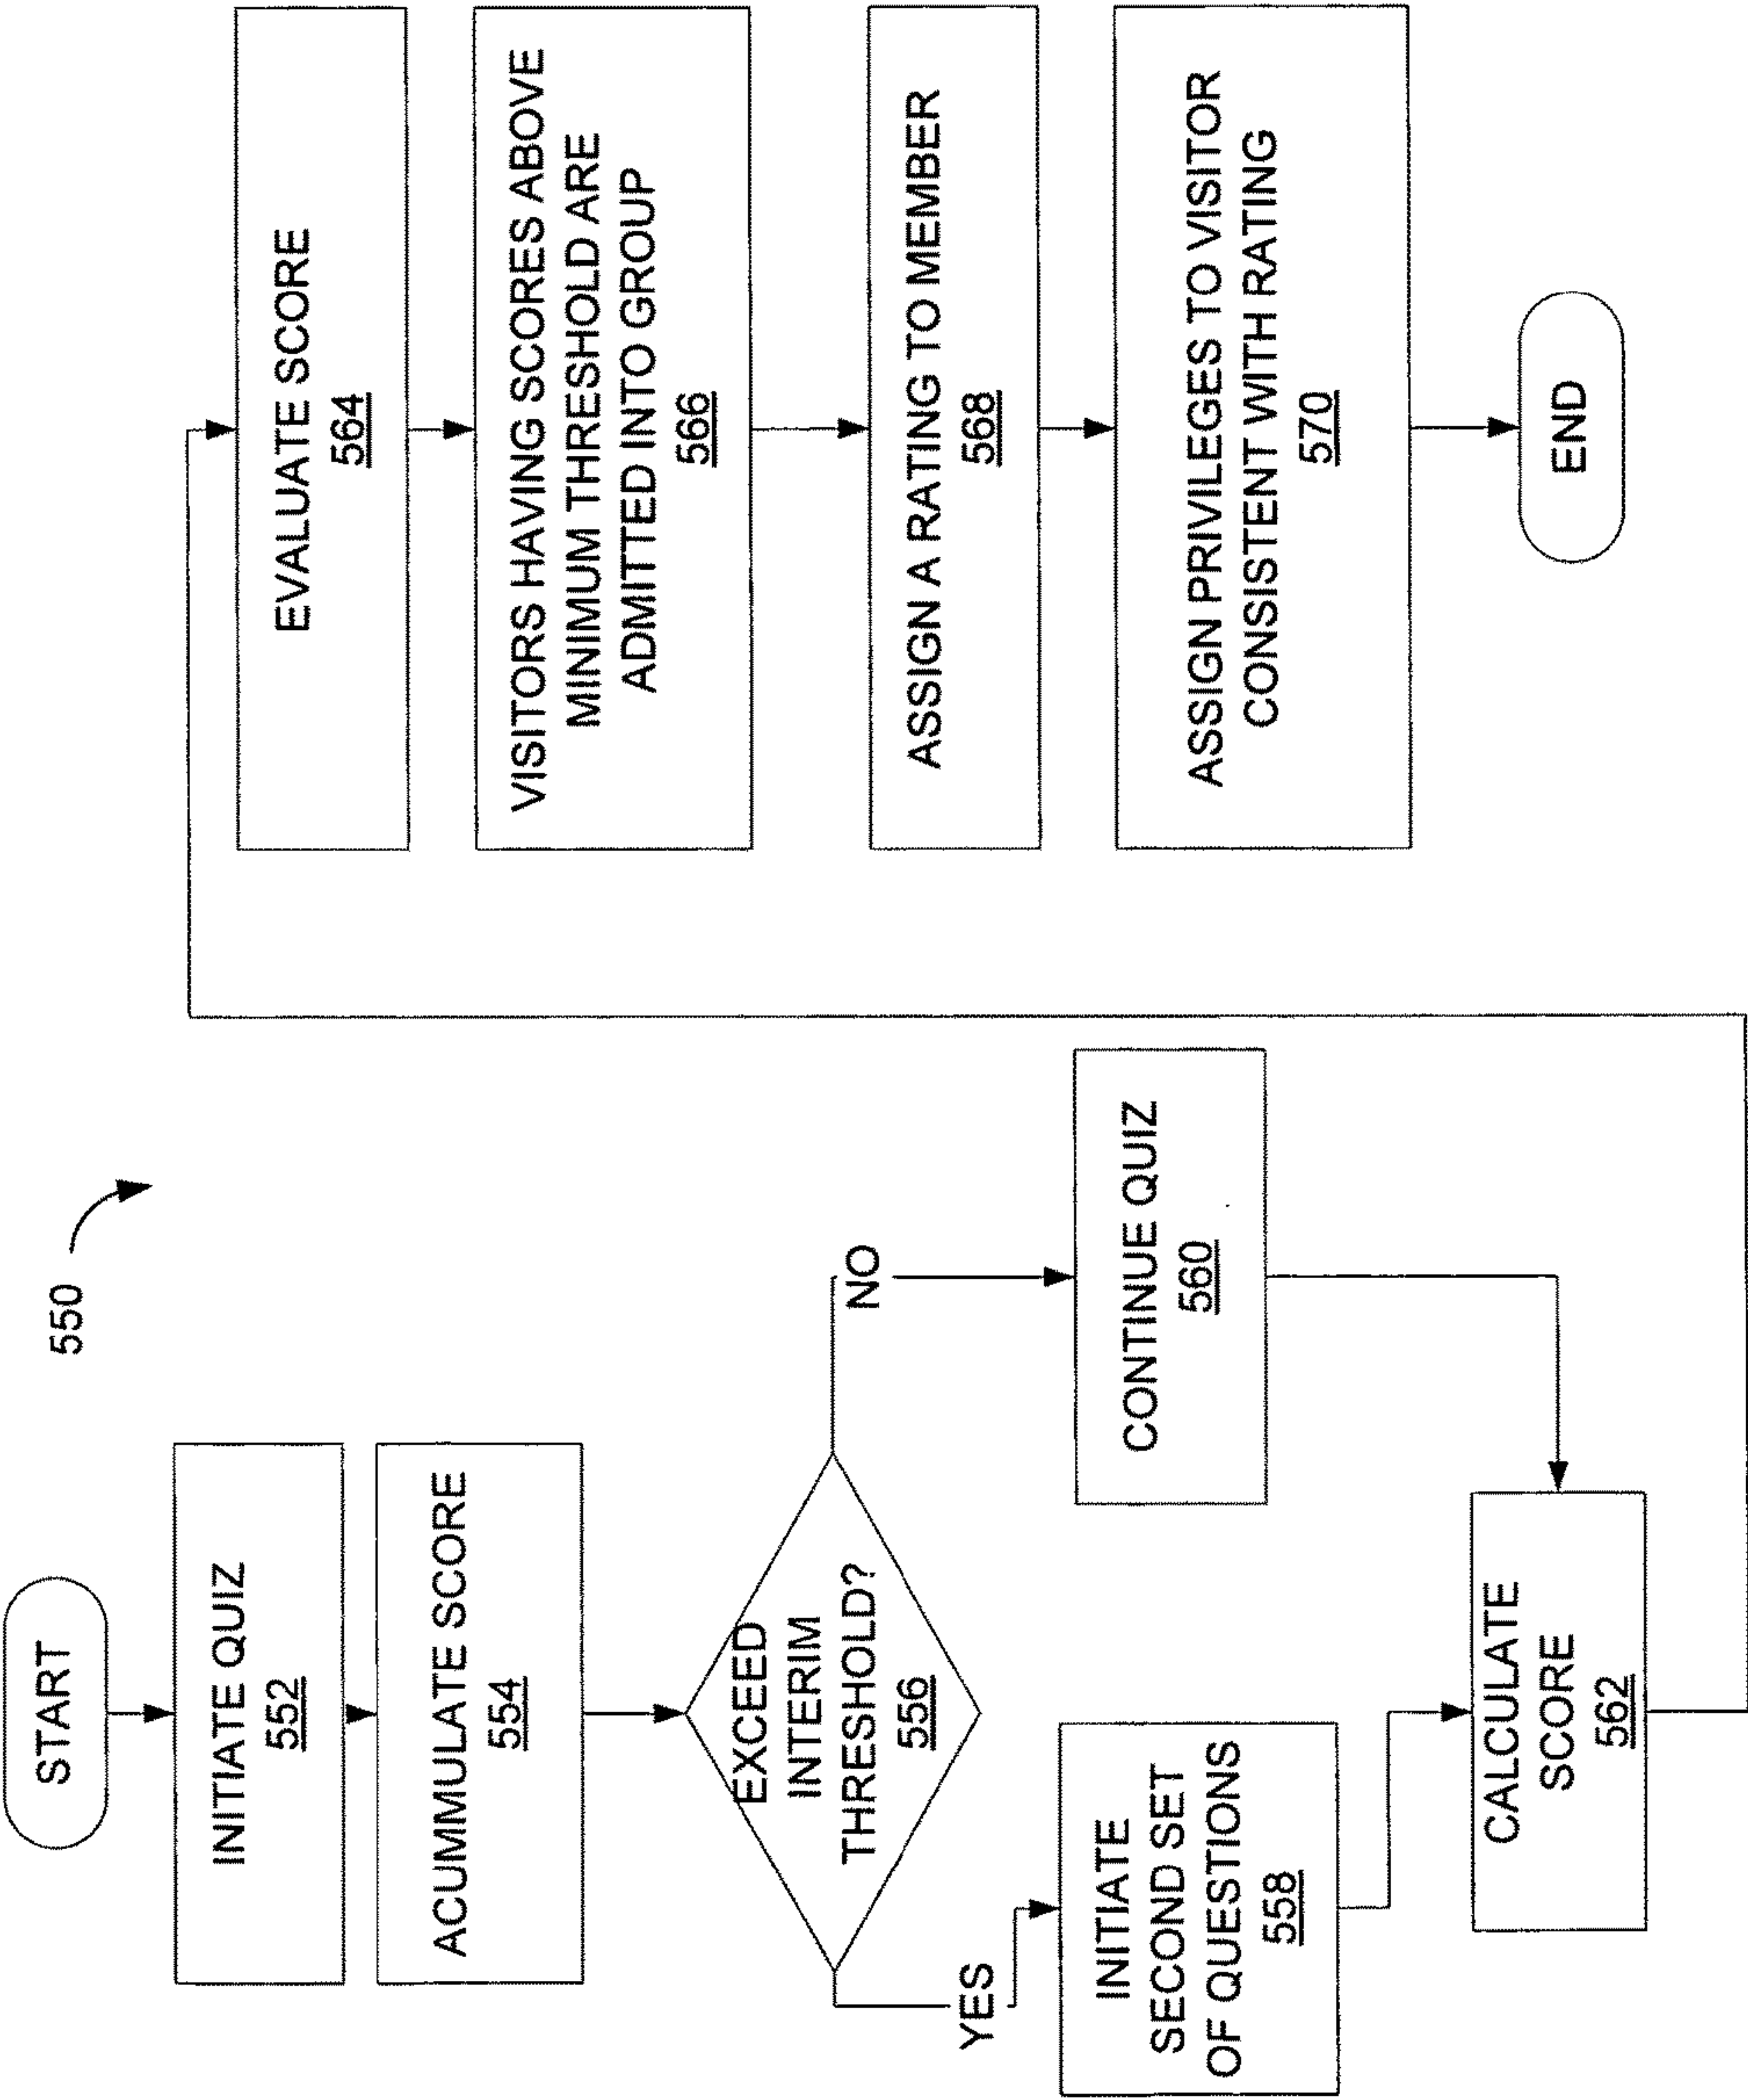 550
START
INITIATE QUIZ
552
ACUMMULATE SCORE
554
EXCEED
INTERIM
THRESHOLD?
556
YES
NO
INITIATE
SECOND SET
OF QUESTIONS
558
CONTINUE QUIZ
560
CALCULATE
SCORE
562
EVALUATE SCORE
564
VISITORS HAVING SCORES ABOVE
MINIMUM THRESHOLD ARE
ADMITTED INTO GROUP
566
ASSIGN A RATING TO MEMBER
568
ASSIGN PRIVILEGES TO VISITOR
CONSISTENT WITH RATING
570
END